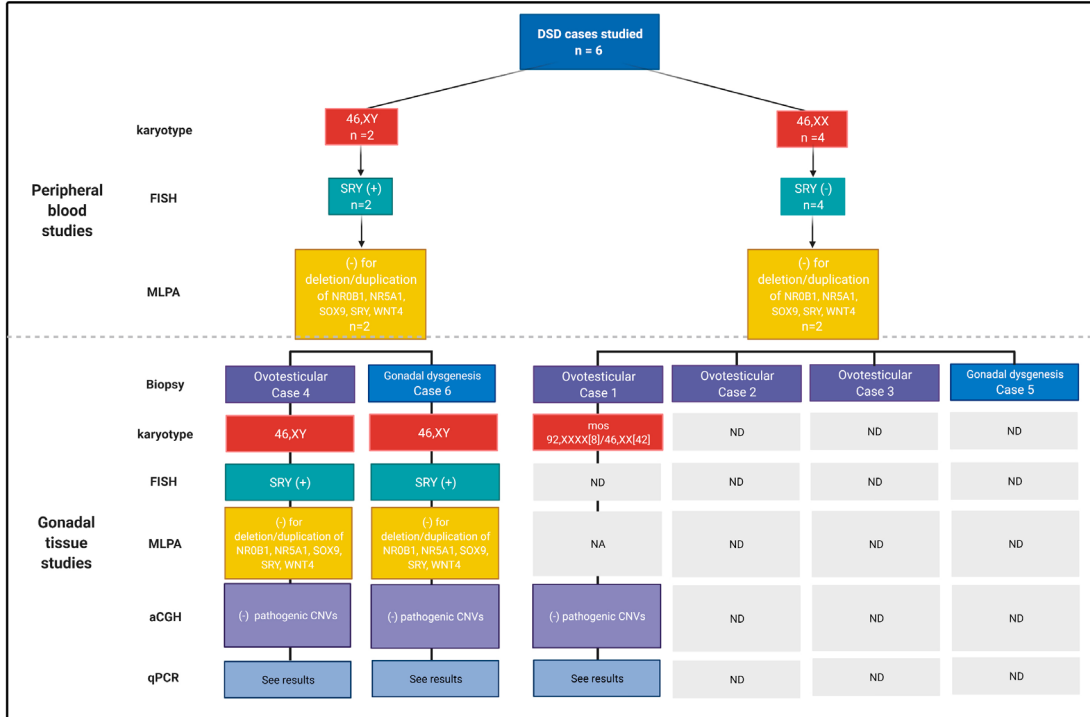 DSD cases studied
n = 6
karyotype
46,XY
n =2
46,XX
n =4
Peripheral
blood
studies
FISH
SRY (+)
n=2
SRY (-)
n=4
MLPA
(-) for
deletion/duplication
of NR0B1, NR5A1,
SOX9, SRY, WNT4
n=2
(-) for
deletion/duplication
of NR0B1, NR5A1,
SOX9, SRY, WNT4
n=2
Gonadal
tissue
studies
Biopsy
Ovotesticular
Case 4
Gonadal dysgenesis
Case 6
Ovotesticular
Case 1
Ovotesticular
Case 2
Ovotesticular
Case 3
Gonadal dysgenesis
Case 5
karyotype
46,XY
46,XY
mos
92,XXXX[8]/46,XX[42]
ND
ND
ND
FISH
SRY (+)
SRY (+)
ND
ND
ND
ND
MLPA
(-) for
deletion/duplication of
NR0B1, NR5A1, SOX9,
SRY, WNT4
(-) for
deletion/duplication of
NR0B1, NR5A1, SOX9,
SRY, WNT4
NA
ND
ND
ND
aCGH
(-) pathogenic CNVs
(-) pathogenic CNVs
(-) pathogenic CNVs
ND
ND
ND
qPCR
See results
See results
See results
ND
ND
ND